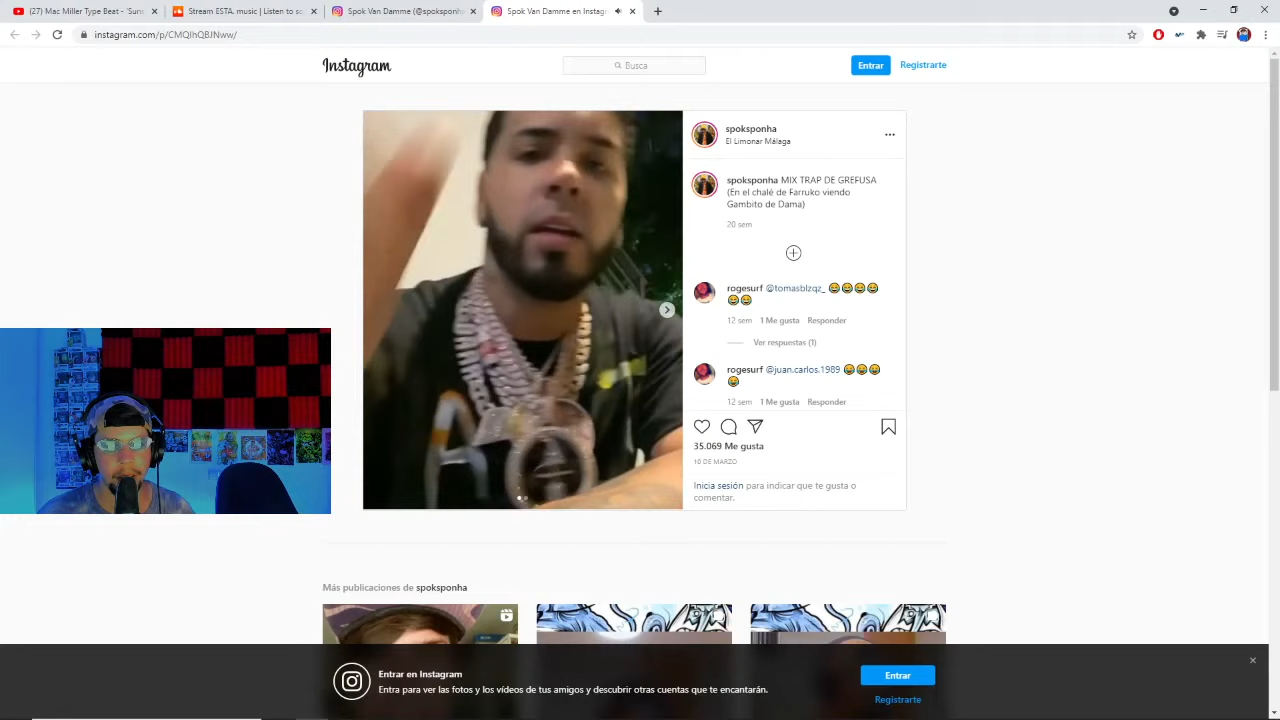 (27) Mac Miller Type Beat - "Sun
Stream ESTA. music | Listen to so
Spok Van Damme (@spoksponha)
Spok Van Damme en Instagr
instagram.com/p/CMQIhQBJNww/
Instagram
Busca
Entrar
Registrarte
spoksponha
El Limonar Málaga
spoksponha MIX TRAP DE GREFUSA
(En el chalé de Farruko viendo
Gambito de Dama)
20 sem
rogesurf @tomasblzqz_ 😂😂😂😂
😂😂
12 sem 1 Me gusta Responder
Ver respuestas (1)
rogesurf @juan.carlos.1989 😂😂😂
😂
12 sem 1 Me gusta Responder
35.069 Me gusta
10 DE MARZO
Inicia sesión para indicar que te gusta o
comentar.
Más publicaciones de spoksponha
Entrar en Instagram
Entra para ver las fotos y los vídeos de tus amigos y descubrir otras cuentas que te encantarán.
Entrar
Registrarte